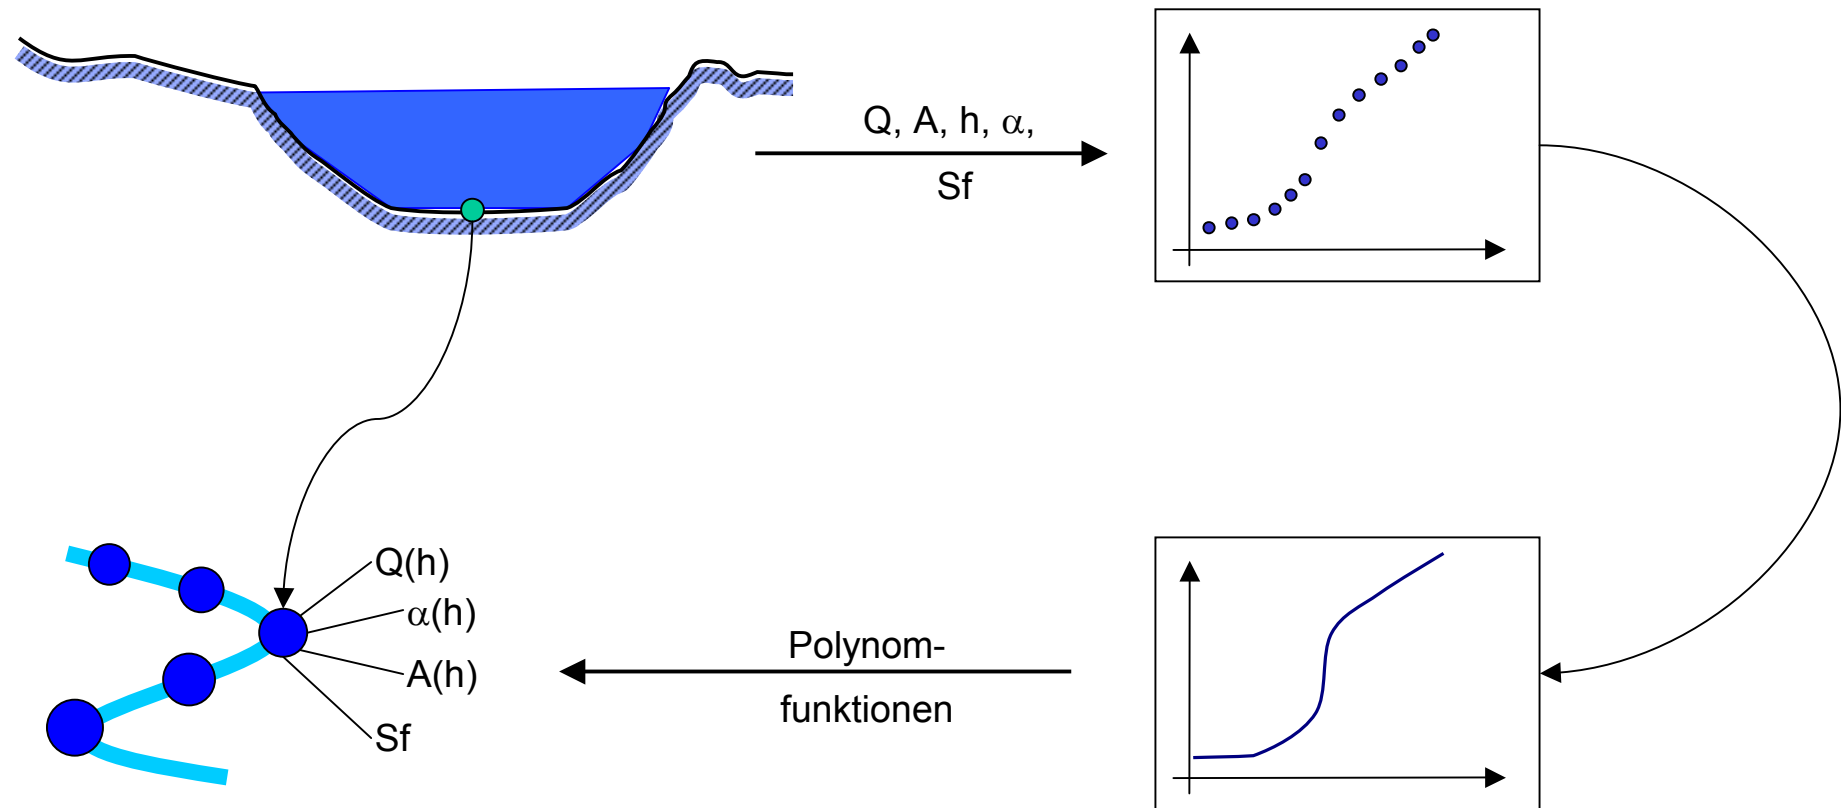 Q, A, h, α,
Sf
Q(h)
α(h)
A(h)
Sf
Polynom-
funktionen